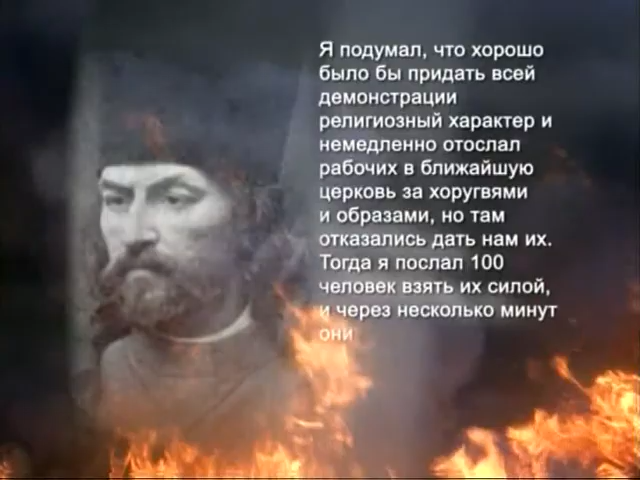 Я подумал, что хорошо
было бы придать всей
демонстрации
религиозный характер и
немедленно отослал
рабочих в ближайшую
церковь за хоругвями
и образами, но там
отказались дать нам их.
Тогда я послал 100
человек взять их силой,
и через несколько минут
они